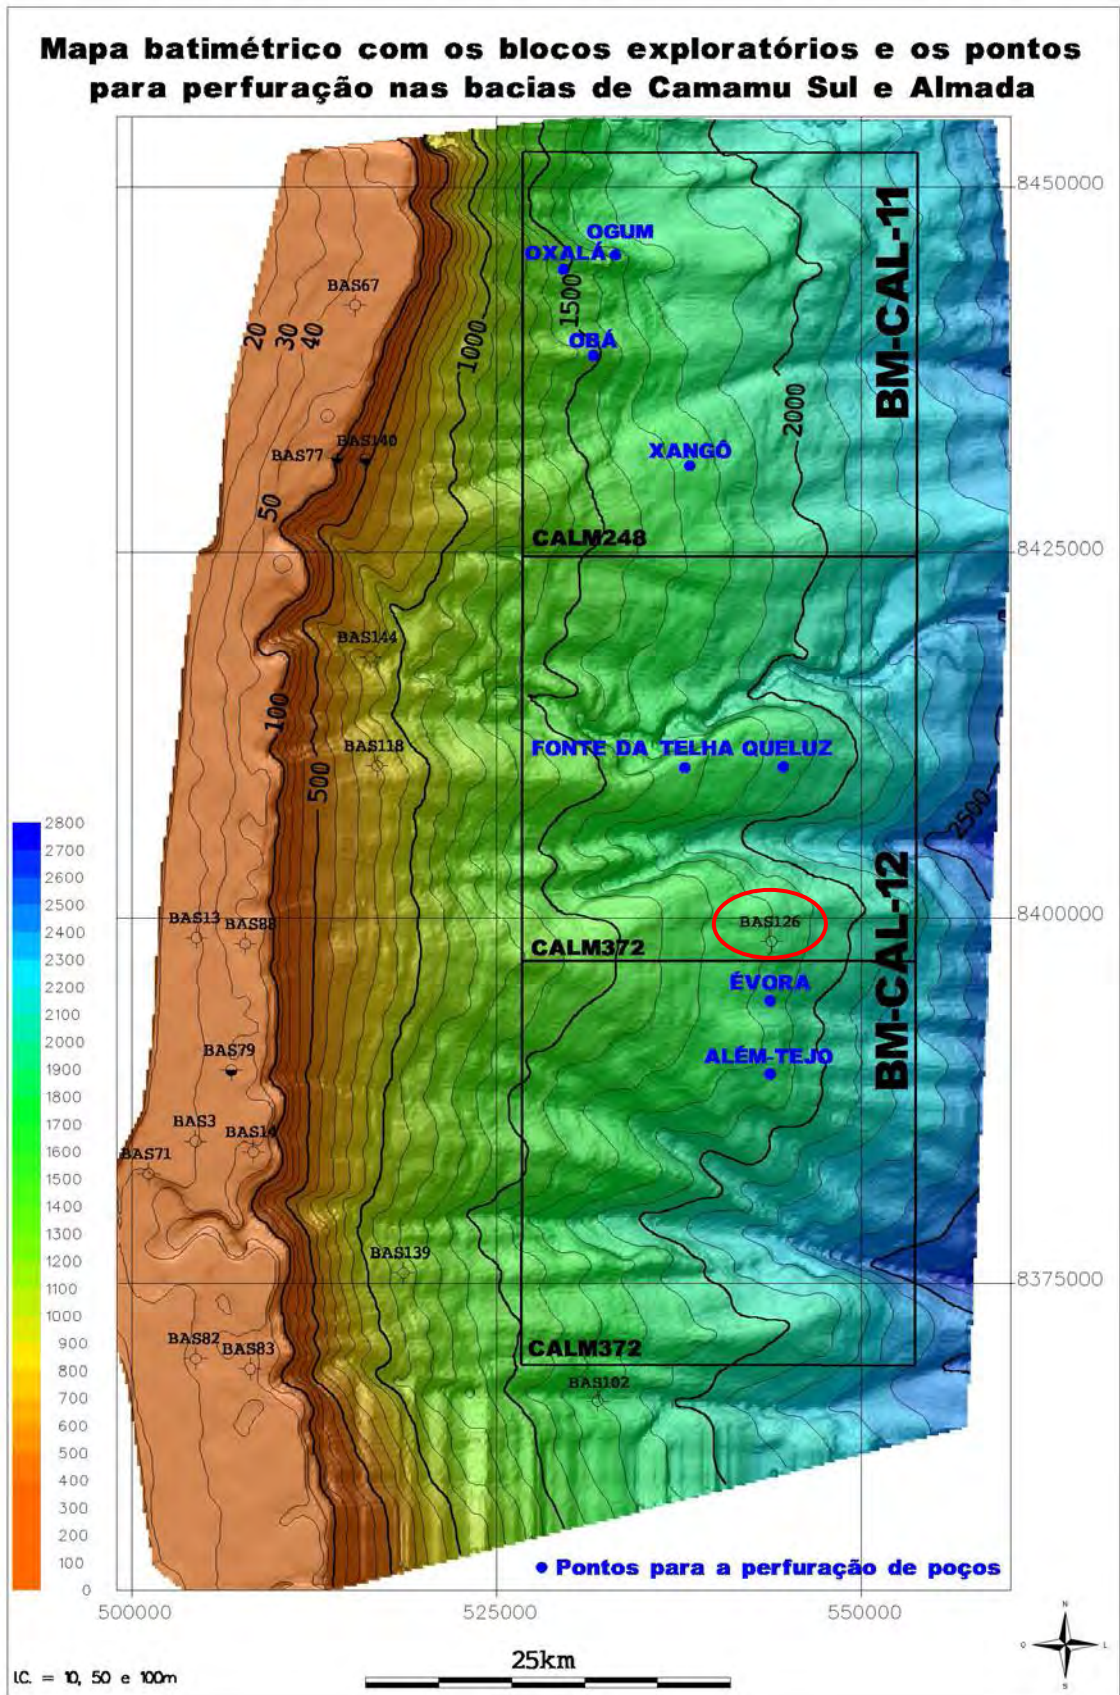 Mapa batimétrico com os blocos exploratórios e os pontos
para perfuração nas bacias de Camamu Sul e Almada
8450000
BM-CAL-11
OGUM
OXALÁ
BAS67
1500
20
30
40
1000
OBÁ
2000
BAS140
BAS77
XANGÔ
50
CALM248
8425000
BAS144
100
BAS118
FONTE DA TELHA
QUELUZ
500
2500
2800
2700
2600
2500
2400
2300
2200
2100
2000
1900
1800
1700
1600
1500
1400
1300
1200
1100
1000
900
800
700
600
500
400
300
200
100
0
BM-CAL-12
BAS13
BAS88
BAS126
8400000
CALM372
ÉVORA
BAS79
ALÉM-TEJO
BAS3
BAS14
BAS71
BAS139
8375000
BAS82
BAS83
CALM372
BAS102
Pontos para a perfuração de poços
500000
525000
550000
N
O
L
S
25km
I.C. = 10, 50 e 100m